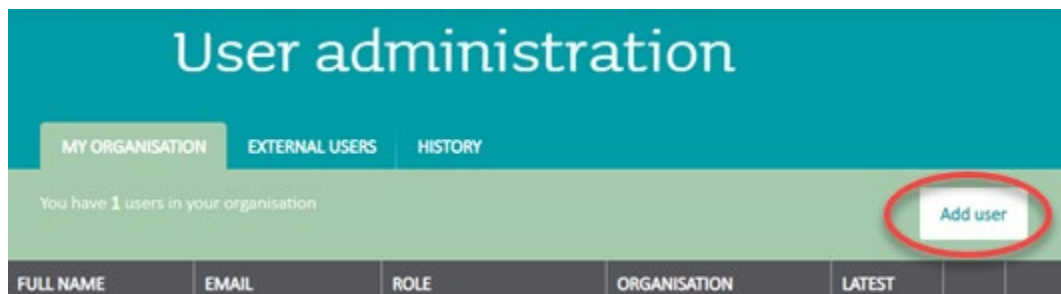 User administration
MY ORGANISATION EXTERNAL USERS HISTORY
You have 1 users in your organisation
Add user
FULL NAME EMAIL ROLE ORGANISATION LATEST